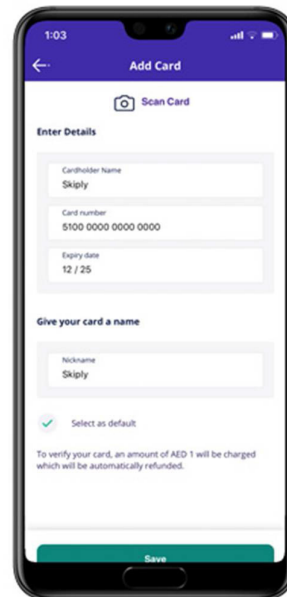 1:03
Add Card
Scan Card
Enter Details
Cardholder Name
Skiply
Card number
5100 0000 0000 0000
Expiry date
12 / 25
Give your card a name
Nickname
Skiply
Select as default
To verify your card, an amount of AED 1 will be charged
which will be automatically refunded.
Save